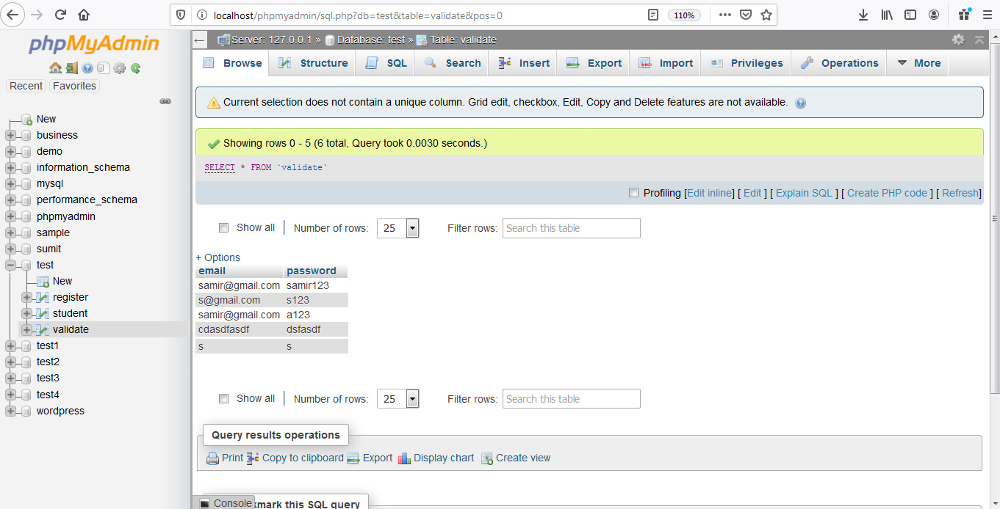 localhost/phpmyadmin/sql.php?db=test&table=validate&pos=0 110%
phpMyAdmin
Recent Favorites
New
business
demo
information_schema
mysql
performance_schema
phpmyadmin
sample
sumit
test
New
register
student
validate
test1
test2
test3
test4
wordpress
Server: 127.0.0.1 » Database: test » Table: validate
Browse Structure SQL Search Insert Export Import Privileges Operations More
Current selection does not contain a unique column. Grid edit, checkbox, Edit, Copy and Delete features are not available.
Showing rows 0 - 5 (6 total, Query took 0.0030 seconds.)
SELECT * FROM `validate`
Profiling [Edit inline] [ Edit ] [ Explain SQL ] [ Create PHP code ] [ Refresh]
Show all Number of rows: 25 Filter rows: Search this table
+ Options
email password
samir@gmail.com samir123
s@gmail.com s123
samir@gmail.com a123
cdasdfasdf dsfasdf
s s
Show all Number of rows: 25 Filter rows: Search this table
Query results operations
Print Copy to clipboard Export Display chart Create view
Console kmark this SQL query